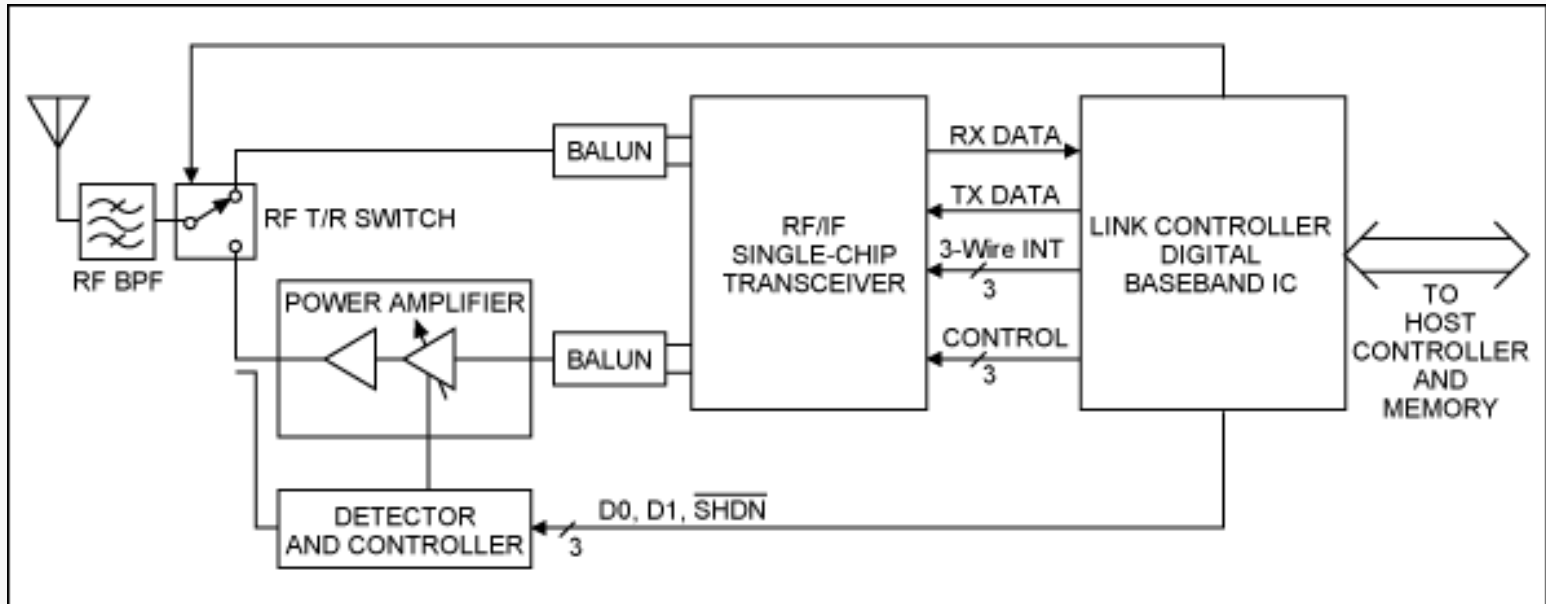 RF BPF
RF T/R SWITCH
BALUN
POWER AMPLIFIER
BALUN
DETECTOR
AND CONTROLLER
D0, D1, S̅H̅D̅N̅
3
RF/IF
SINGLE-CHIP
TRANSCEIVER
RX DATA
TX DATA
3-Wire INT
3
CONTROL
3
LINK CONTROLLER
DIGITAL
BASEBAND IC
TO
HOST
CONTROLLER
AND
MEMORY